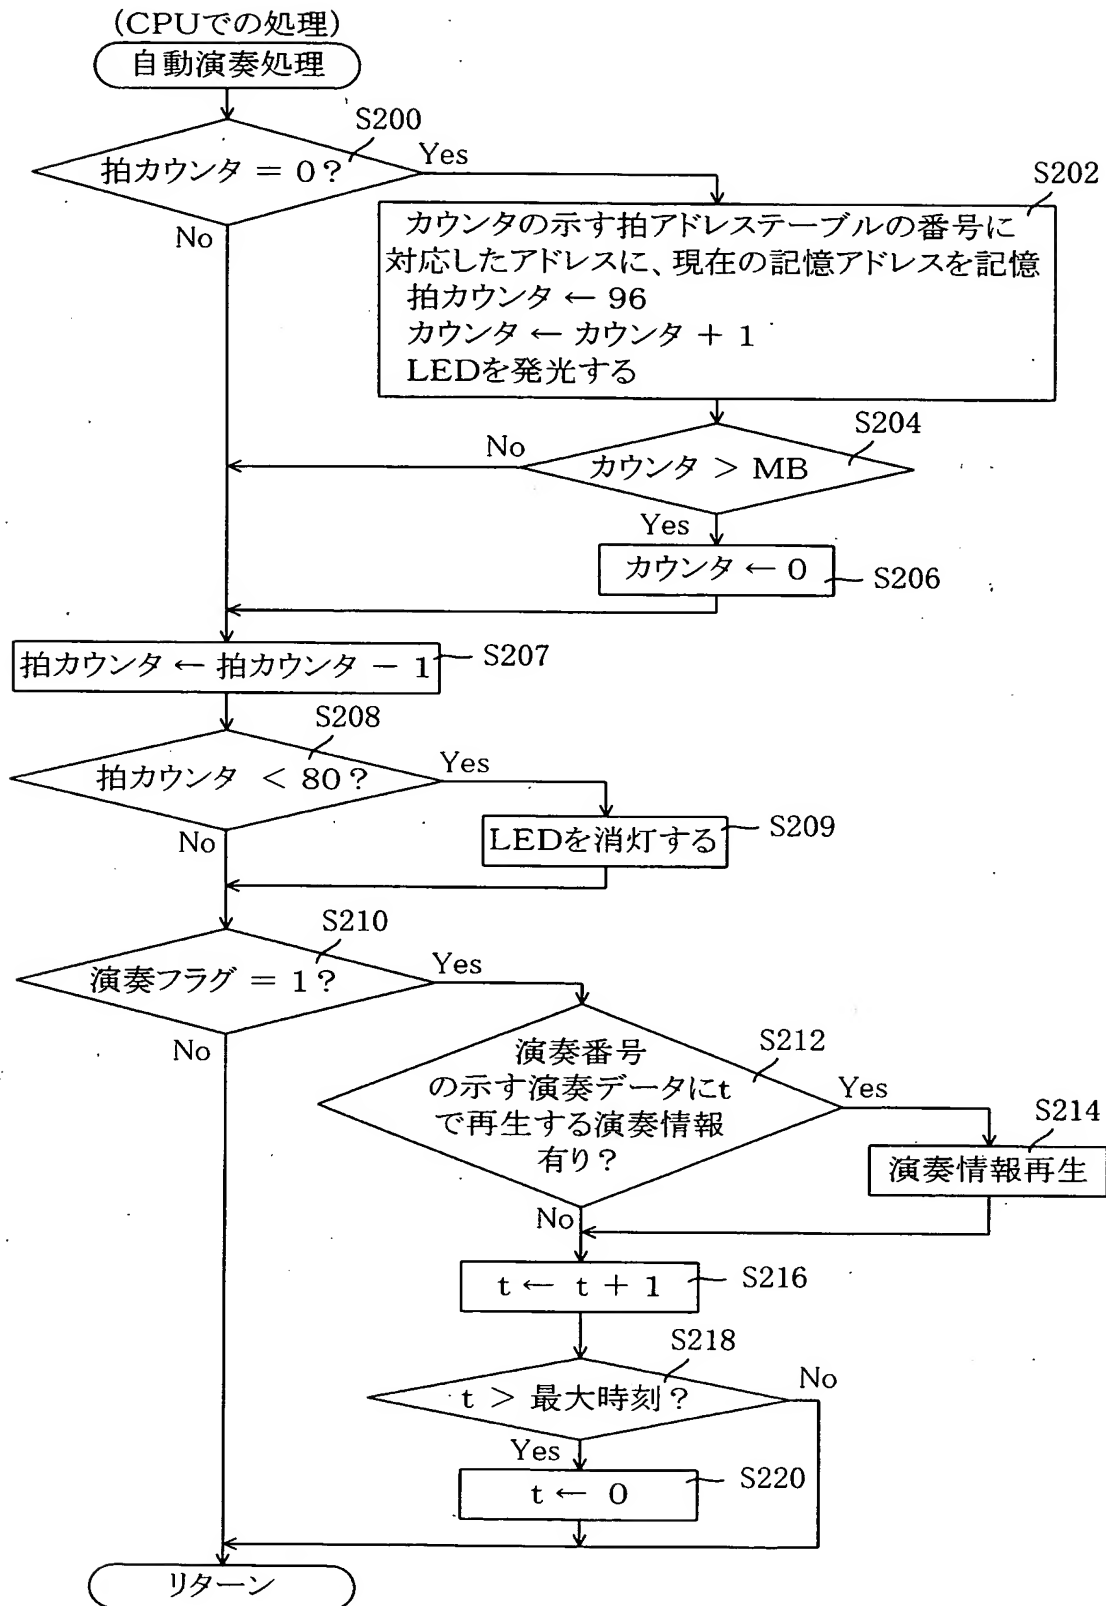 (CPUでの処理)
自動演奏処理
S200
拍カウンタ = 0?
Yes
No
S202
カウンタの示す拍アドレステーブルの番号に
対応したアドレスに、現在の記憶アドレスを記憶
拍カウンタ ← 96
カウンタ ← カウンタ + 1
LEDを発光する
S204
No
カウンタ > MB
Yes
カウンタ ← 0
S206
拍カウンタ ← 拍カウンタ - 1
S207
S208
拍カウンタ < 80?
Yes
No
LEDを消灯する
S209
S210
演奏フラグ = 1?
Yes
No
S212
演奏番号
の示す演奏データにt
で再生する演奏情報
有り?
Yes
No
S214
演奏情報再生
t ← t + 1
S216
S218
t > 最大時刻?
No
Yes
t ← 0
S220
リターン